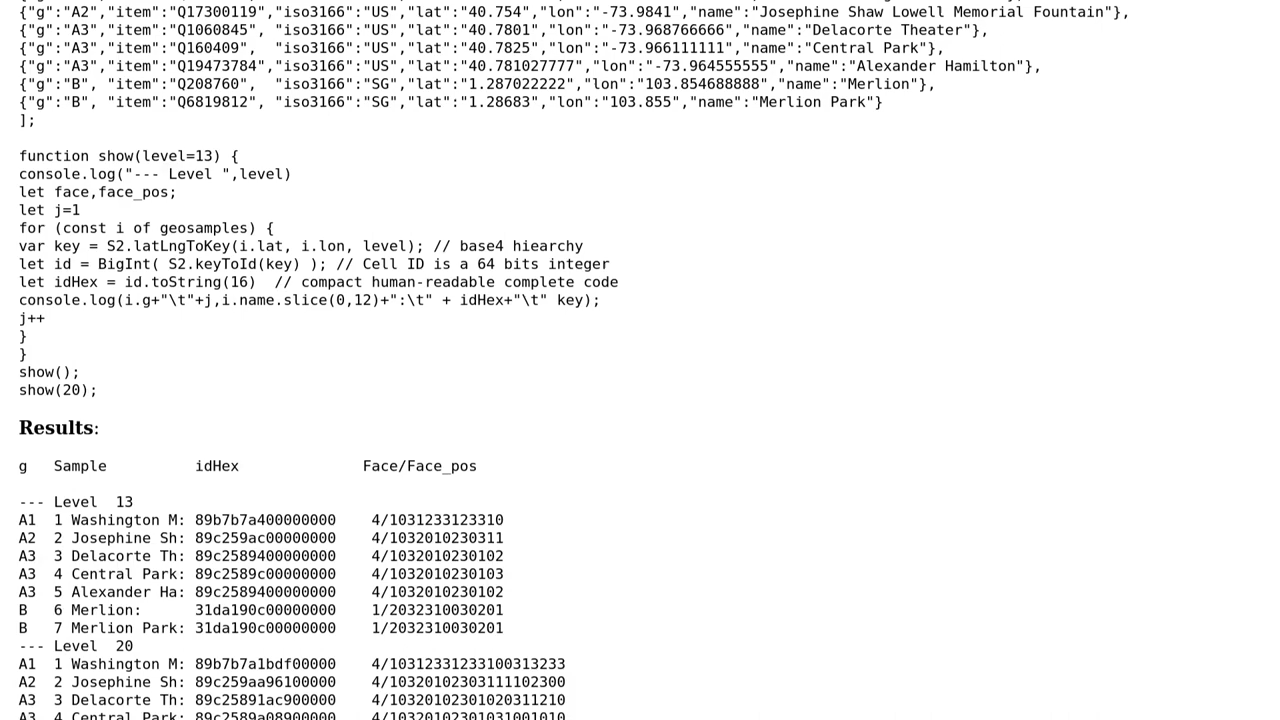 {"g":"A2","item":"Q17300119","iso3166":"US","lat":"40.754","lon":"-73.9841","name":"Josephine Shaw Lowell Memorial Fountain"},
{"g":"A3","item":"Q1060845", "iso3166":"US","lat":"40.7801","lon":"-73.968766666","name":"Delacorte Theater"},
{"g":"A3","item":"Q160409",  "iso3166":"US","lat":"40.7825","lon":"-73.966111111","name":"Central Park"},
{"g":"A3","item":"Q19473784","iso3166":"US","lat":"40.781027777","lon":"-73.964555555","name":"Alexander Hamilton"},
{"g":"B", "item":"Q208760",  "iso3166":"SG","lat":"1.287022222","lon":"103.854688888","name":"Merlion"},
{"g":"B", "item":"Q6819812", "iso3166":"SG","lat":"1.28683","lon":"103.855","name":"Merlion Park"}
];
function show(level=13) {
console.log("--- Level ",level)
let face,face_pos;
let j=1
for (const i of geosamples) {
var key = S2.latLngToKey(i.lat, i.lon, level); // base4 hiearchy
let id = BigInt( S2.keyToId(key) ); // Cell ID is a 64 bits integer
let idHex = id.toString(16)  // compact human-readable complete code
console.log(i.g+"\t"+j,i.name.slice(0,12)+":\t" + idHex+"\t" key);
j++
}
}
show();
show(20);
Results:
g   Sample          idHex              Face/Face_pos
--- Level  13
A1  1 Washington M: 89b7b7a400000000    4/1031233123310
A2  2 Josephine Sh: 89c259ac00000000    4/1032010230311
A3  3 Delacorte Th: 89c2589400000000    4/1032010230102
A3  4 Central Park: 89c2589c00000000    4/1032010230103
A3  5 Alexander Ha: 89c2589400000000    4/1032010230102
B   6 Merlion:      31da190c00000000    1/2032310030201
B   7 Merlion Park: 31da190c00000000    1/2032310030201
--- Level  20
A1  1 Washington M: 89b7b7a1bdf00000    4/10312331233100313233
A2  2 Josephine Sh: 89c259aa96100000    4/10320102303111102300
A3  3 Delacorte Th: 89c25891ac900000    4/10320102301020311210
A3  4 Central Park: 89c2589a08900000    4/10320102301031001010